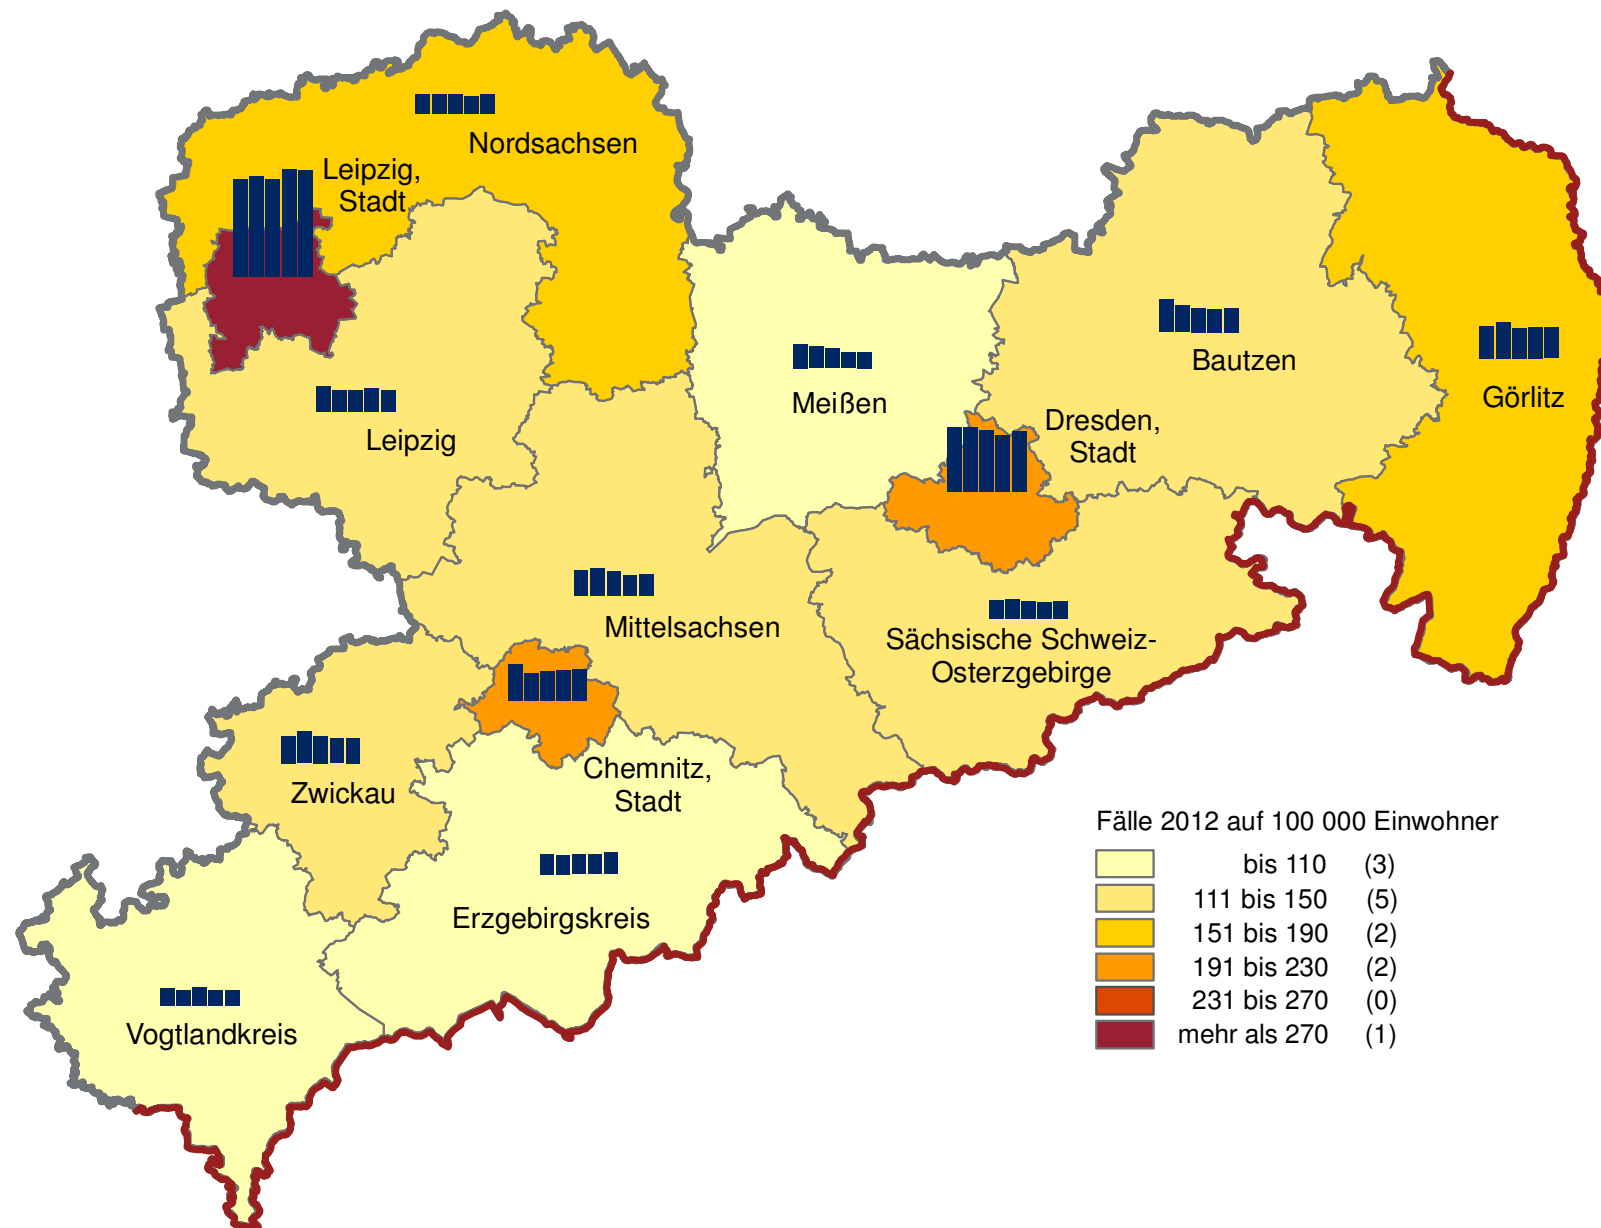 Nordsachsen
Leipzig,
Stadt
Leipzig
Meißen
Bautzen
Görlitz
Dresden,
Stadt
Mittelsachsen
Sächsische Schweiz-
Osterzgebirge
Zwickau
Chemnitz,
Stadt
Erzgebirgskreis
Vogtlandkreis
Fälle 2012 auf 100 000 Einwohner
bis 110 (3)
111 bis 150 (5)
151 bis 190 (2)
191 bis 230 (2)
231 bis 270 (0)
mehr als 270 (1)